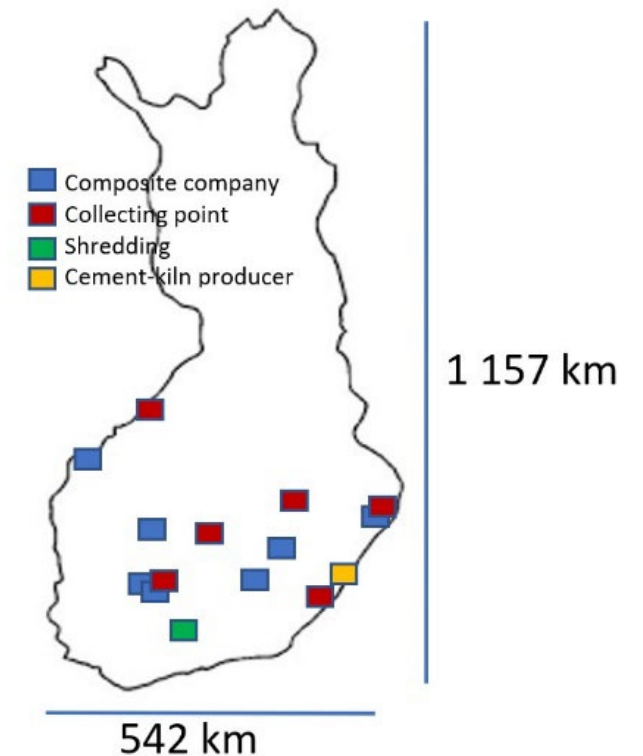 Composite company
Collecting point
Shredding
Cement-kiln producer
1 157 km
542 km